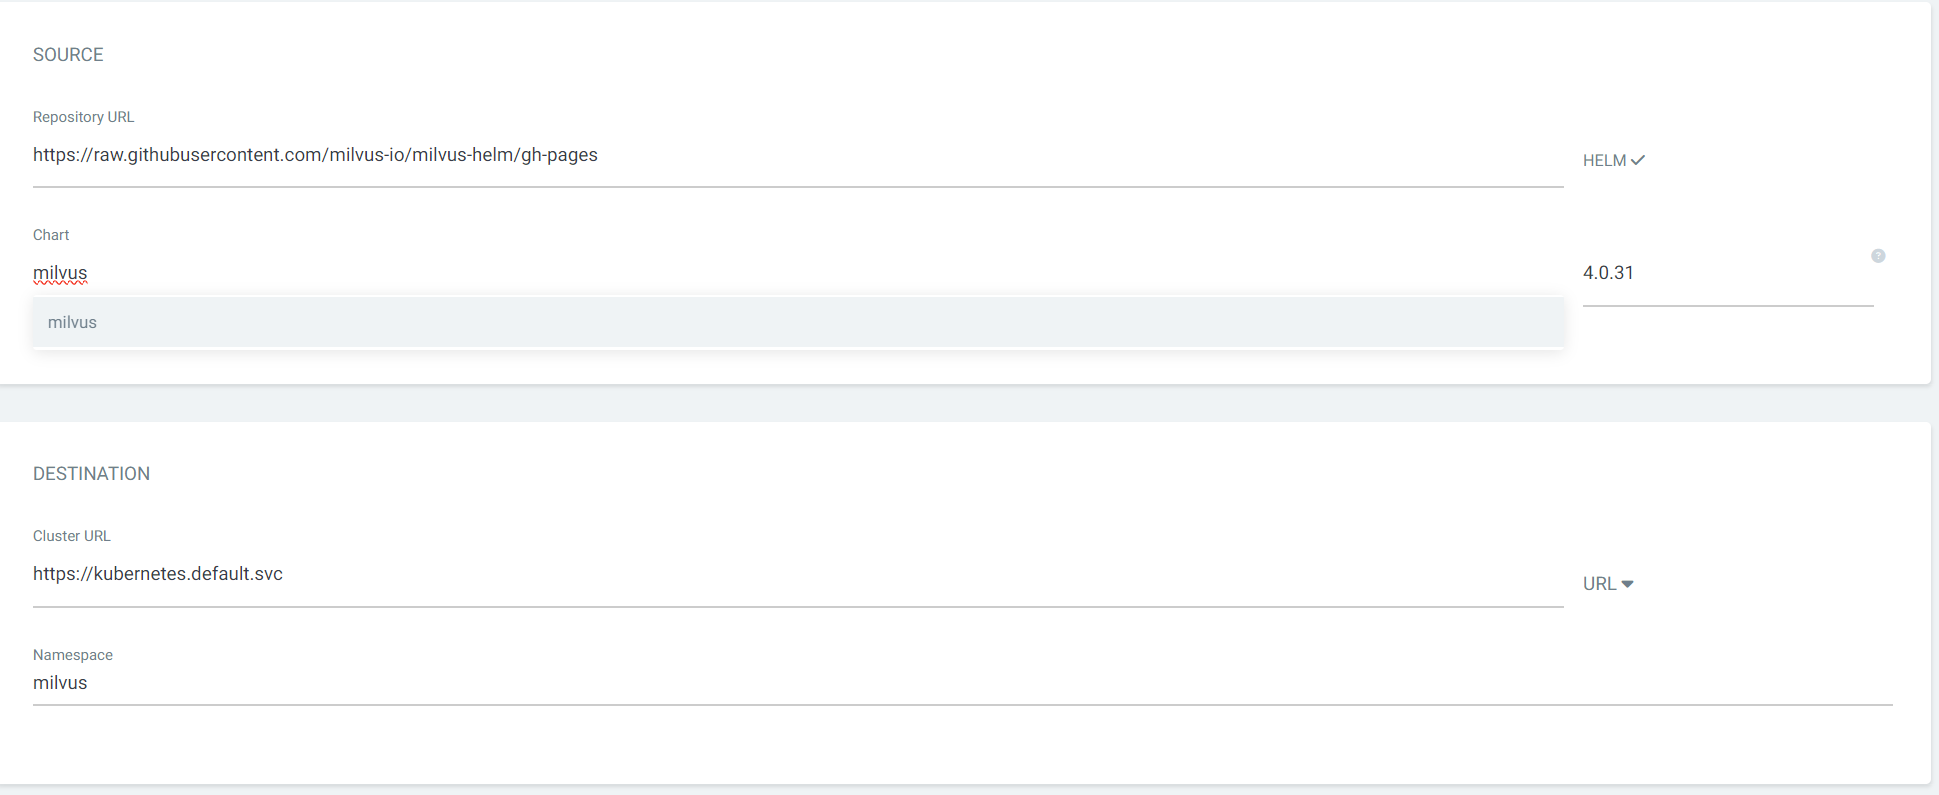 SOURCE
Repository URL
https://raw.githubusercontent.com/milvus-io/milvus-helm/gh-pages
HELM
Chart
milvus
4.0.31
?
milvus
DESTINATION
Cluster URL
https://kubernetes.default.svc
URL
Namespace
milvus